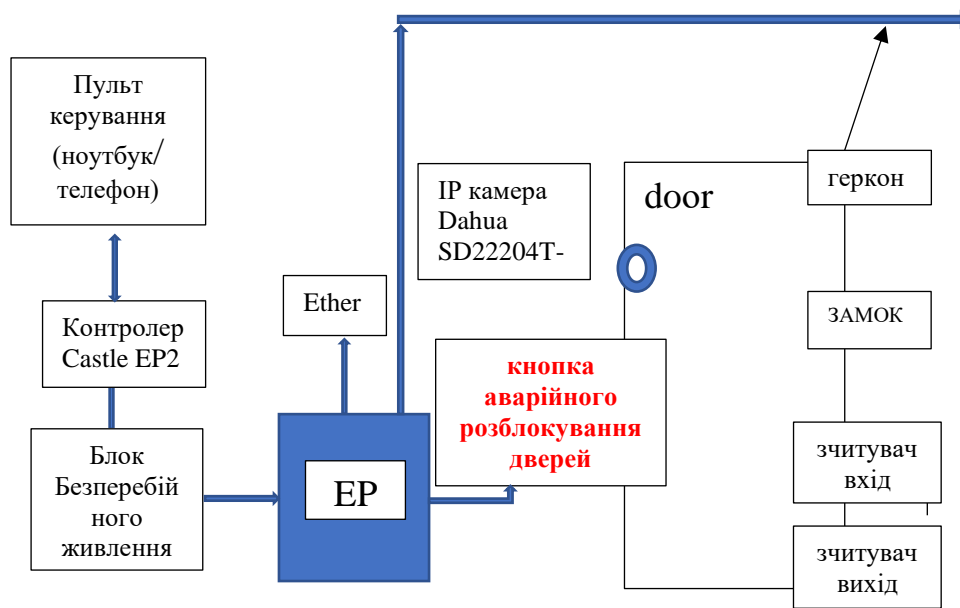 Пульт
керування
(ноутбук/
телефон)
Контролер
Castle EP2
Блок
Безперебій
ного
живлення
Ether
EP
IP камера
Dahua
SD22204T-
кнопка
аварійного
розблокування
дверей
door
геркон
ЗАМОК
зчитувач
вхід
зчитувач
вихід